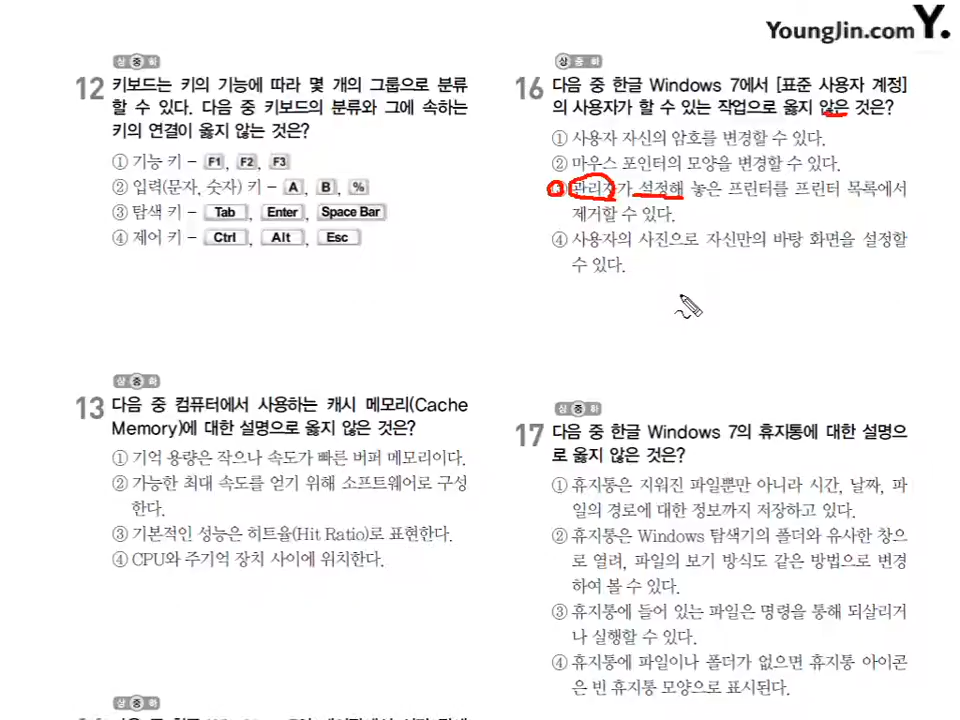 YoungJin.com Y.
상 중 하
12 키보드는 키의 기능에 따라 몇 개의 그룹으로 분류
할 수 있다. 다음 중 키보드의 분류와 그에 속하는
키의 연결이 옳지 않는 것은?
① 기능 키 – F1, F2, F3
② 입력(문자, 숫자) 키 – A, B, %
③ 탐색 키 – Tab, Enter, Space Bar
④ 제어 키 – Ctrl, Alt, Esc
상 중 하
13 다음 중 컴퓨터에서 사용하는 캐시 메모리(Cache
Memory)에 대한 설명으로 옳지 않은 것은?
① 기억 용량은 작으나 속도가 빠른 버퍼 메모리이다.
② 가능한 최대 속도를 얻기 위해 소프트웨어로 구성
한다.
③ 기본적인 성능은 히트율(Hit Ratio)로 표현한다.
④ CPU와 주기억 장치 사이에 위치한다.
상 중 하
상 중 하
16 다음 중 한글 Windows 7에서 [표준 사용자 계정]
의 사용자가 할 수 있는 작업으로 옳지 않은 것은?
① 사용자 자신의 암호를 변경할 수 있다.
② 마우스 포인터의 모양을 변경할 수 있다.
③ 관리자가 설정해 놓은 프린터를 프린터 목록에서
제거할 수 있다.
④ 사용자의 사진으로 자신만의 바탕 화면을 설정할
수 있다.
상 중 하
17 다음 중 한글 Windows 7의 휴지통에 대한 설명으
로 옳지 않은 것은?
① 휴지통은 지워진 파일뿐만 아니라 시간, 날짜, 파
일의 경로에 대한 정보까지 저장하고 있다.
② 휴지통은 Windows 탐색기의 폴더와 유사한 창으
로 열려, 파일의 보기 방식도 같은 방법으로 변경
하여 볼 수 있다.
③ 휴지통에 들어 있는 파일은 명령을 통해 되살리거
나 실행할 수 있다.
④ 휴지통에 파일이나 폴더가 없으면 휴지통 아이콘
은 빈 휴지통 모양으로 표시된다.